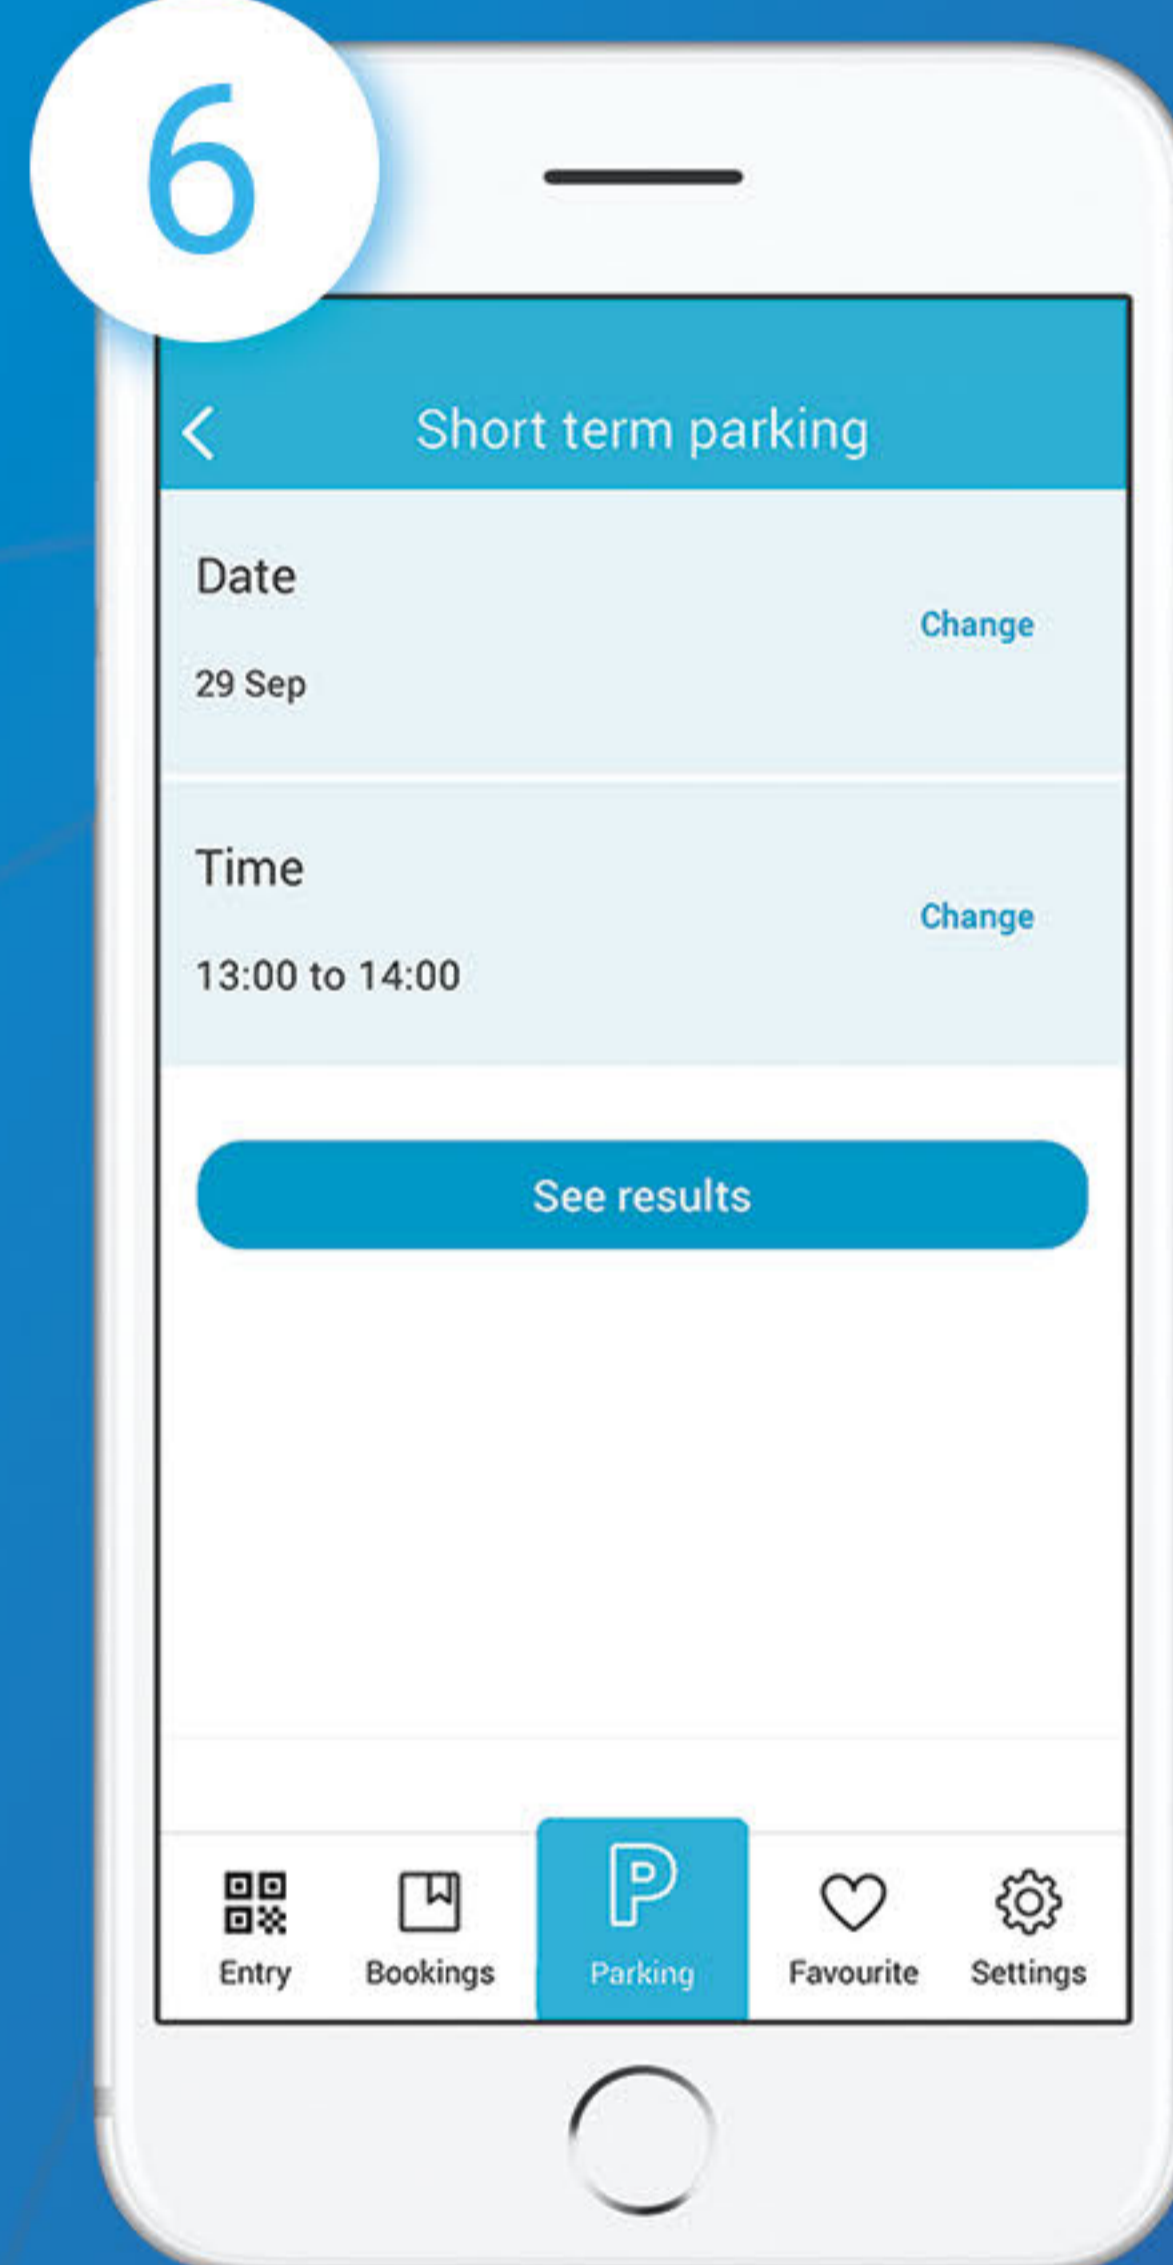 6
Short term parking
Date
Change
29 Sep
Time
Change
13:00 to 14:00
See results
P
Entry
Bookings
Parking
Favourite
Settings